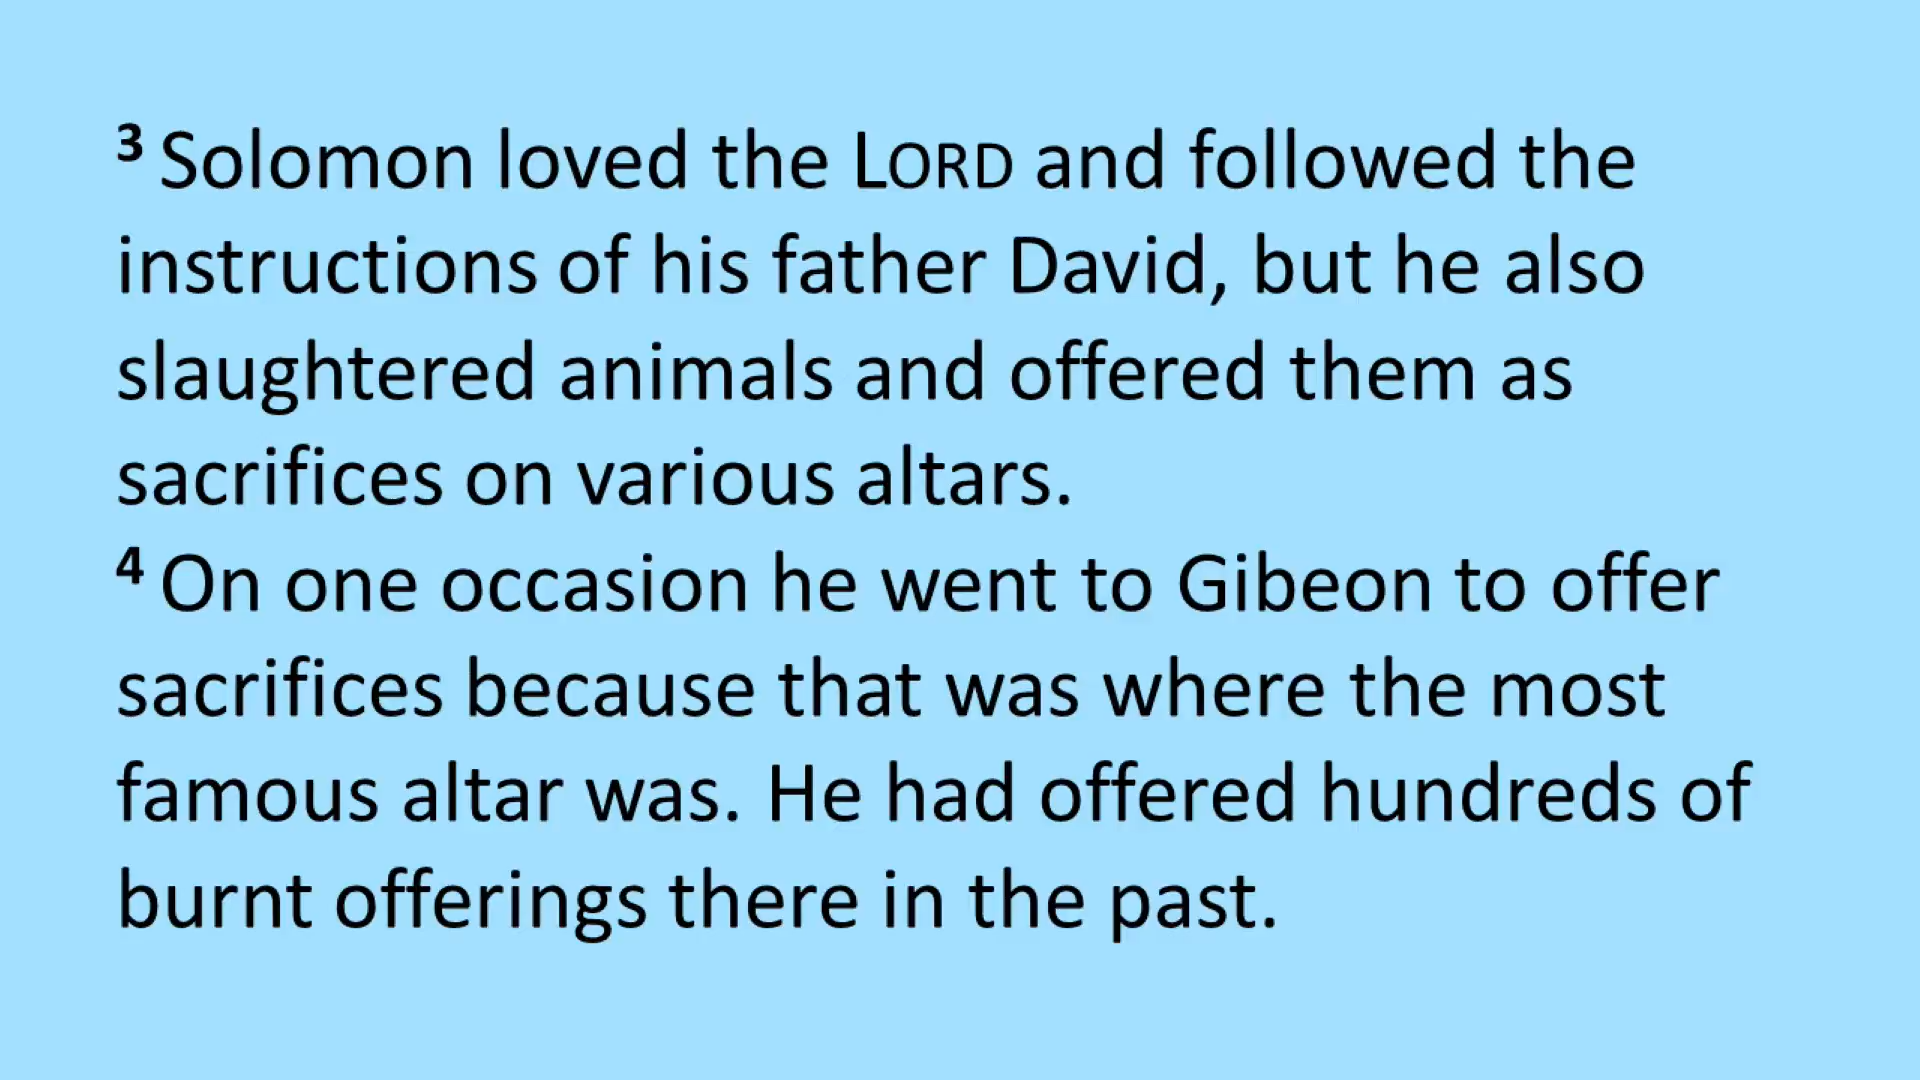 3 Solomon loved the LORD and followed the
instructions of his father David, but he also
slaughtered animals and offered them as
sacrifices on various altars.
4 On one occasion he went to Gibeon to offer
sacrifices because that was where the most
famous altar was. He had offered hundreds of
burnt offerings there in the past.